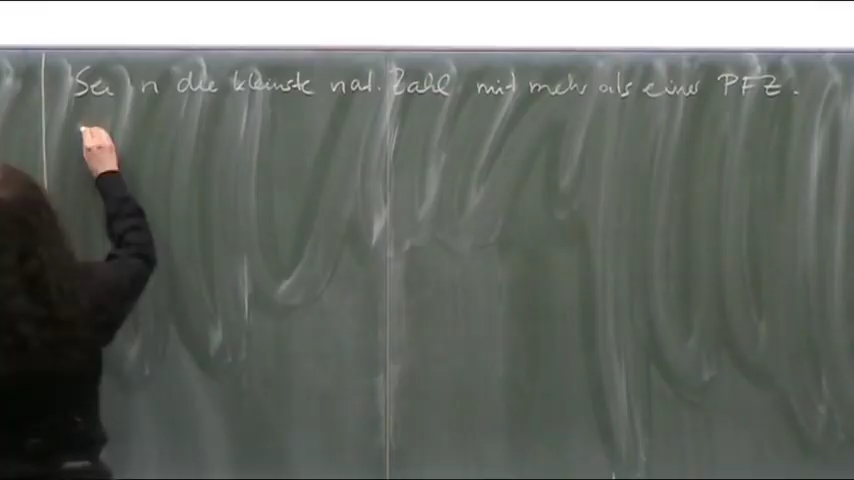 Sei n die kleinste nat. Zahl mit mehr als einer PFZ.